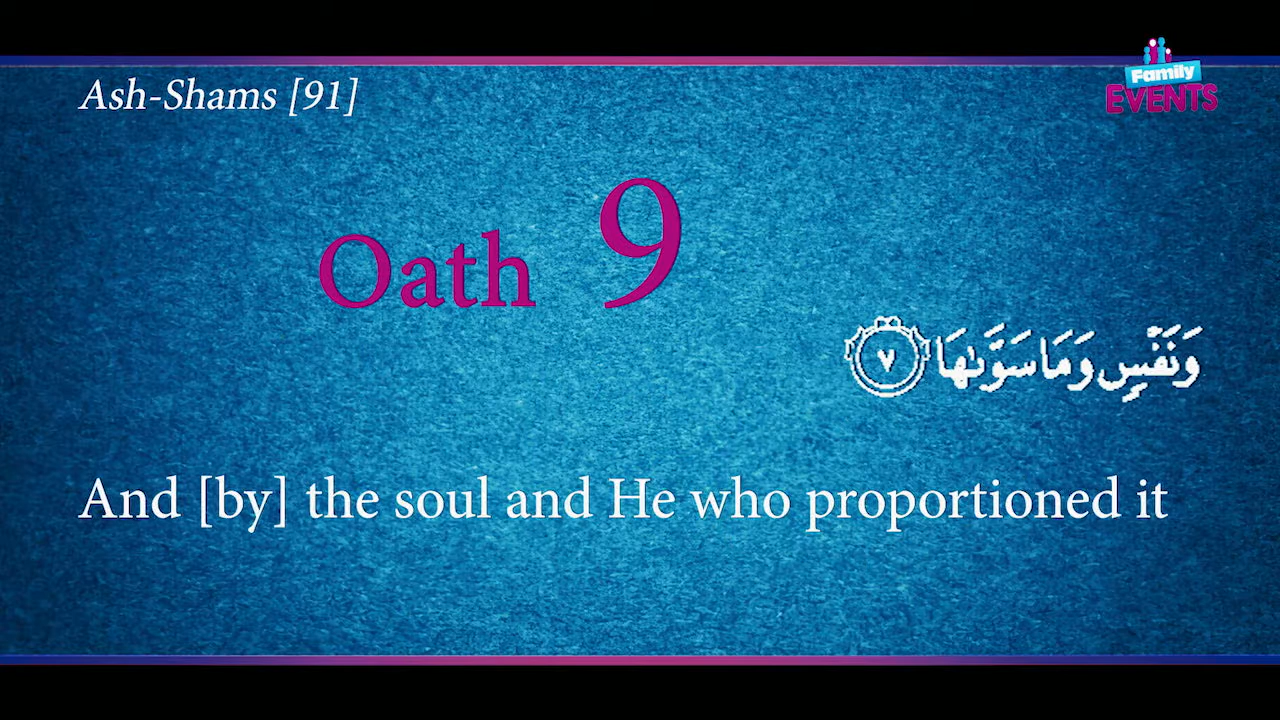 Ash-Shams [91]
Family
EVENTS
Oath 9
وَنَفْسٍ وَمَا سَوَّىٰهَا ٧
And [by] the soul and He who proportioned it